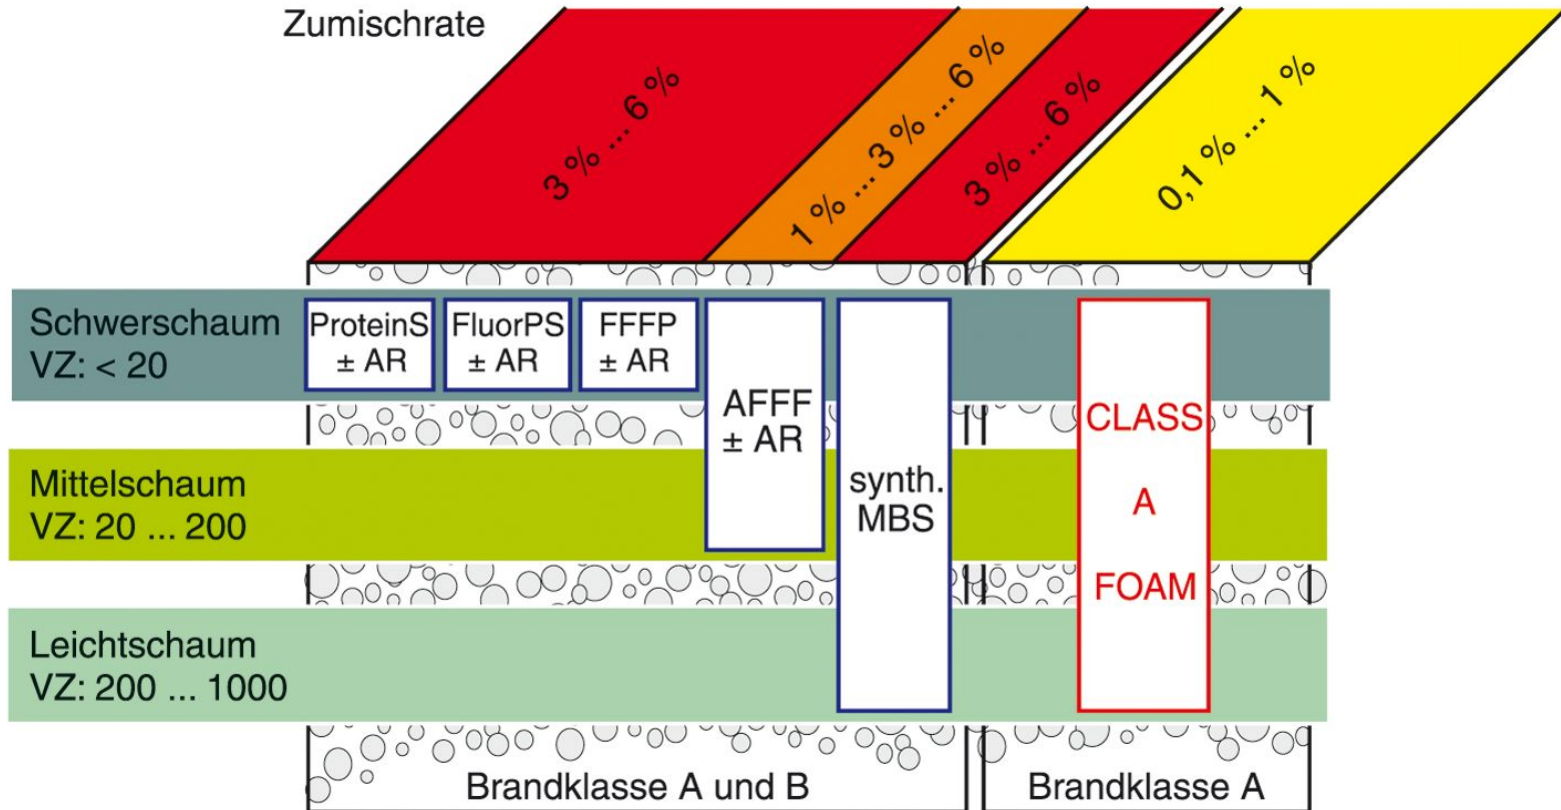 Zumischrate
3 % ... 6 %
1 % ... 3 % ... 6 %
3 % ... 6 %
0,1 % ... 1 %
Schwerschaum
VZ: < 20
ProteinS
± AR
FluorPS
± AR
FFFP
± AR
AFFF
± AR
synth.
MBS
CLASS
A
FOAM
Mittelschaum
VZ: 20 ... 200
Leichtschaum
VZ: 200 ... 1000
Brandklasse A und B
Brandklasse A